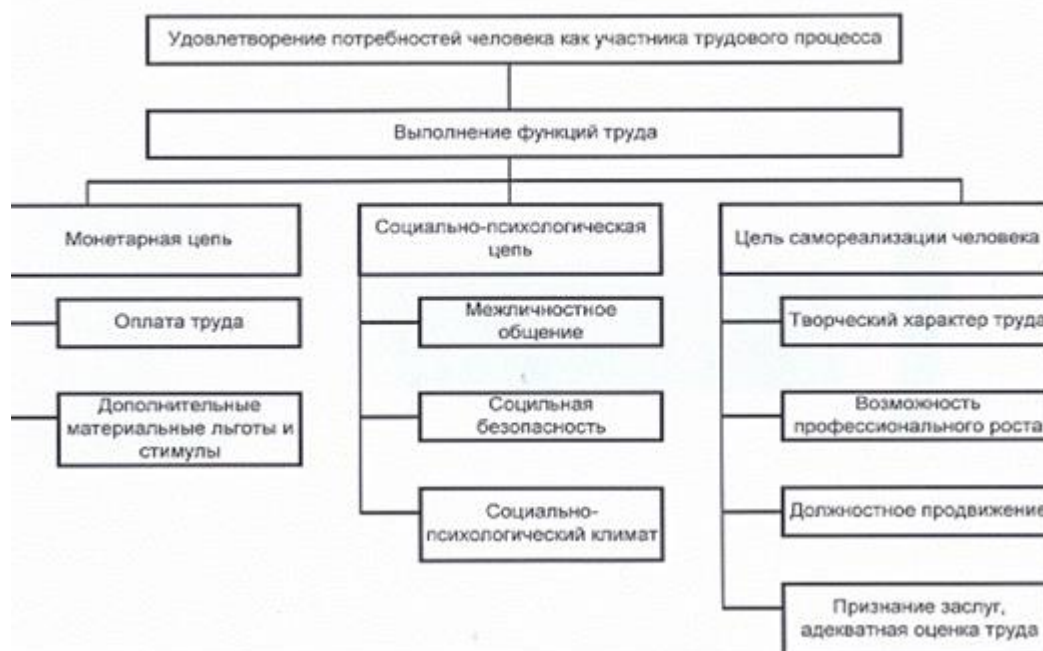 Удовлетворение потребностей человека как участника трудового процесса
Выполнение функций труда
Монетарная цепь
Социально-психологическая
цепь
Цель самореализации человека
Оплата труда
Дополнительные
материальные льготы и
стимулы
Межличностное
общение
Социльная
безопасность
Социально-
психологический климат
Творческий характер труда
Возможность
профессионального роста
Должностное продвижение
Признание заслуг,
адекватная оценка труда